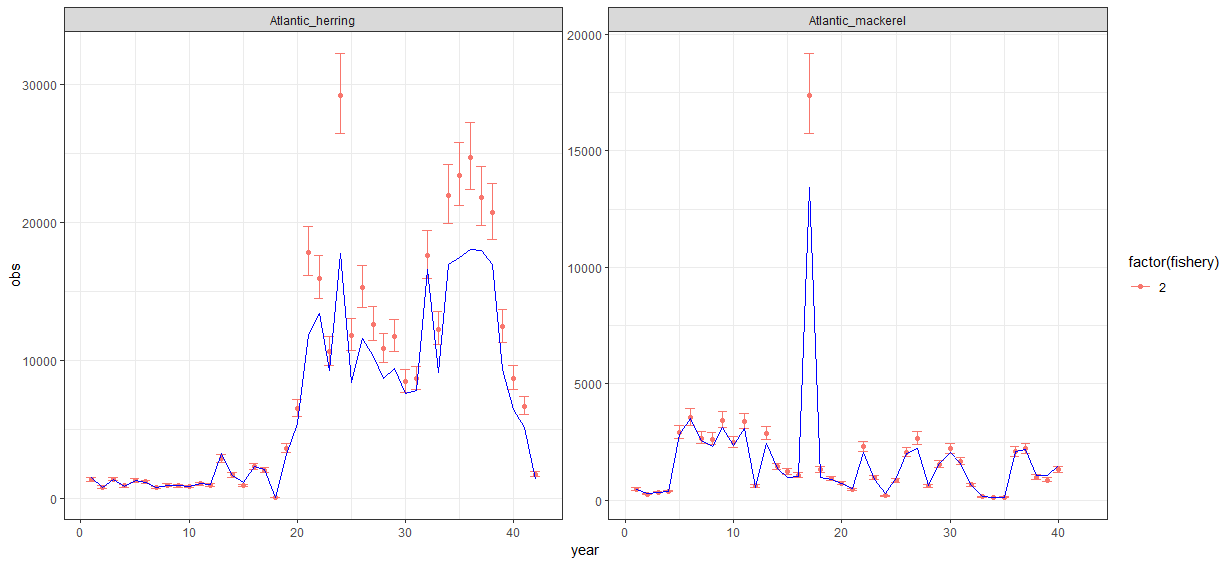 Atlantic_herring
Atlantic_mackerel
obs
30000
20000
10000
0
20000
15000
10000
5000
0
0 10 20 30 40
0 10 20 30 40
year
factor(fishery)
2